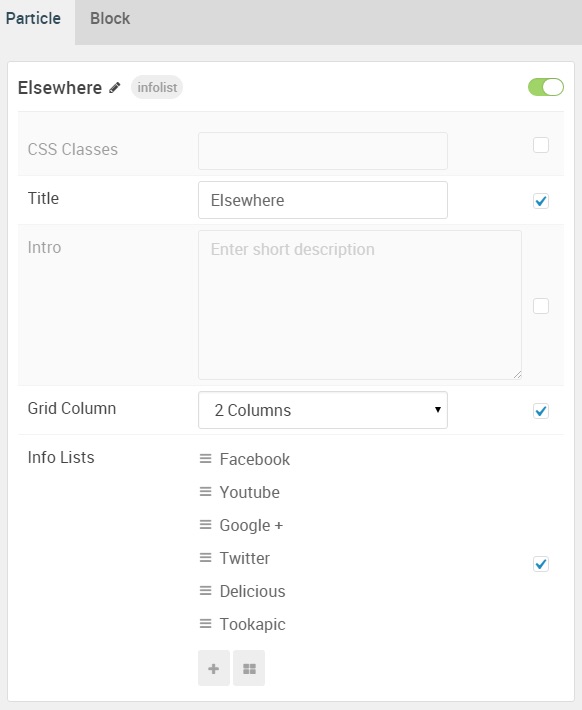 Particle Block
Elsewhere infolist
CSS Classes
Title Elsewhere
Intro Enter short description
Grid Column 2 Columns
Info Lists Facebook
Youtube
Google +
Twitter
Delicious
Tookapic